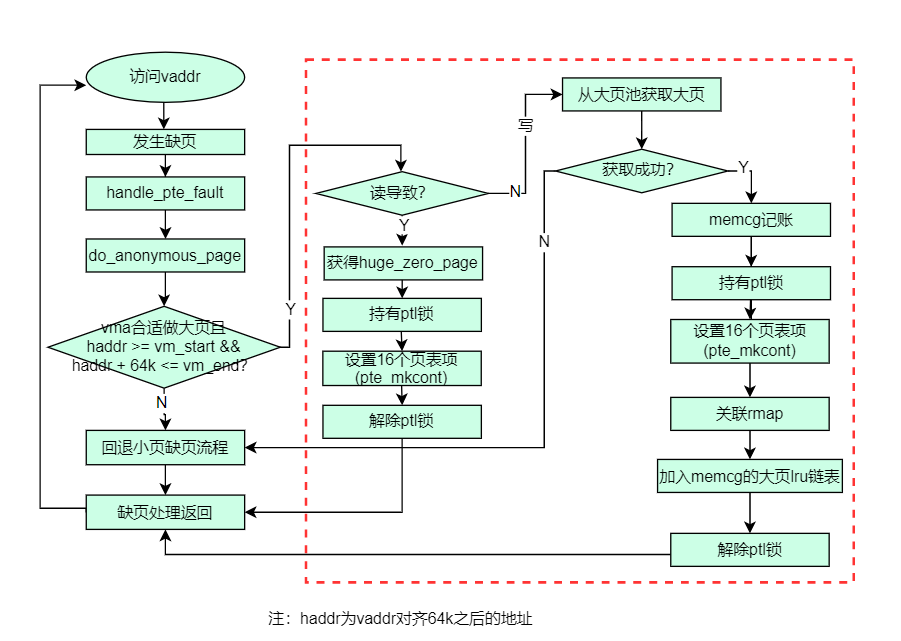 访问vaddr
发生缺页
handle_pte_fault
do_anonymous_page
vma合适做大页且
haddr >= vm_start &&
haddr + 64k <= vm_end?
N
回退小页缺页流程
缺页处理返回
Y
读导致?
Y
获得huge_zero_page
持有ptl锁
设置16个页表项
(pte_mkcont)
解除ptl锁
N
写
从大页池获取大页
获取成功?
N
Y
memcg记账
持有ptl锁
设置16个页表项
(pte_mkcont)
关联rmap
加入memcg的大页lru链表
解除ptl锁
注：haddr为vaddr对齐64k之后的地址